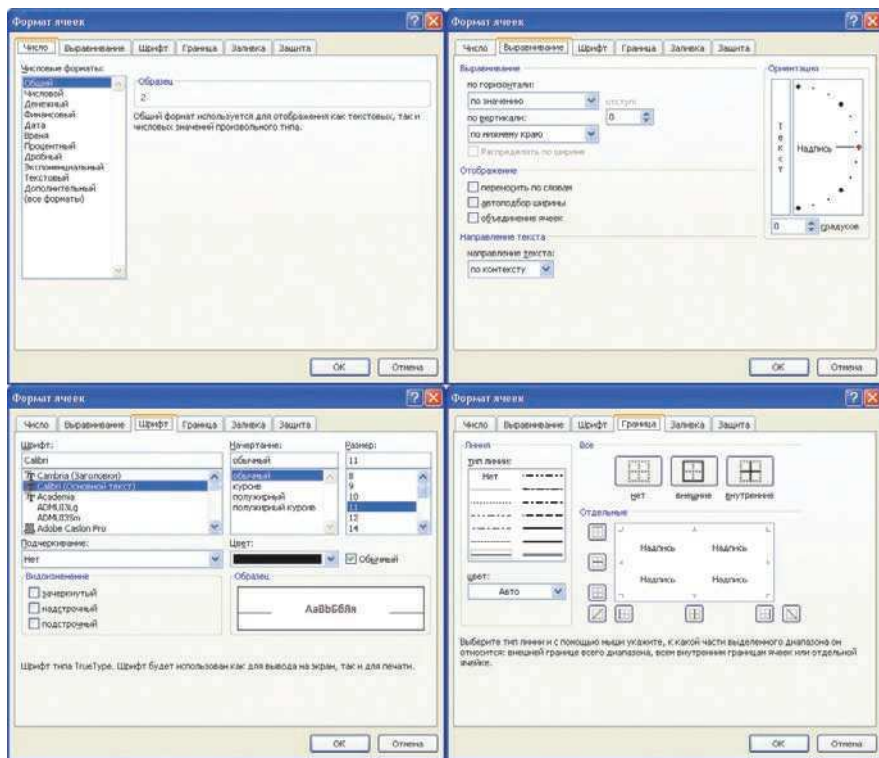 Формат ячеек
Число Выравнивание Шрифт Граница Заливка Защита
Числовые форматы:
Общий
Числовой
Денежный
Финансовый
Дата
Время
Процентный
Дробный
Экспоненциальный
Текстовый
Дополнительный
(все форматы)
Образец
2
Общий формат используется для отображения как текстовых, так и
числовых значений произвольного типа.
ОК Отмена
Формат ячеек
Число Выравнивание Шрифт Граница Заливка Защита
Выравнивание
по горизонтали:
по значению
отступ:
по вертикали:
0
по нижнему краю
Распределять по ширине
Отображение
переносить по словам
автоподбор ширины
объединение ячеек
Направление текста
направление текста:
по контексту
Ориентация
Текст
Надпись
0 градусов
ОК Отмена
Формат ячеек
Число Выравнивание Шрифт Граница Заливка Защита
Шрифт:
Calibri
Cambria (Заголовки)
Calibri (Основной текст)
Academia
ADMUI3Lg
ADMUI3Sm
Adobe Caslon Pro
Начертание:
обычный
обычный
курсив
полужирный
полужирный курсив
Размер:
11
8
9
10
11
12
14
Подчеркивание:
Нет
Цвет:
Обычный
Видоизменение
зачеркнутый
надстрочный
подстрочный
Образец
АаВbБбЯя
Шрифт типа TrueType. Шрифт будет использован как для вывода на экран, так и для печати.
ОК Отмена
Формат ячеек
Число Выравнивание Шрифт Граница Заливка Защита
Линия
тип линии:
Нет
цвет:
Авто
Все
нет внешние внутренние
Отдельные
Надпись Надпись
Надпись Надпись
Выберите тип линии и с помощью мыши укажите, к какой части выделенного диапазона он
относится: внешней границе всего диапазона, всем внутренним границам ячеек или отдельной
ячейке.
ОК Отмена